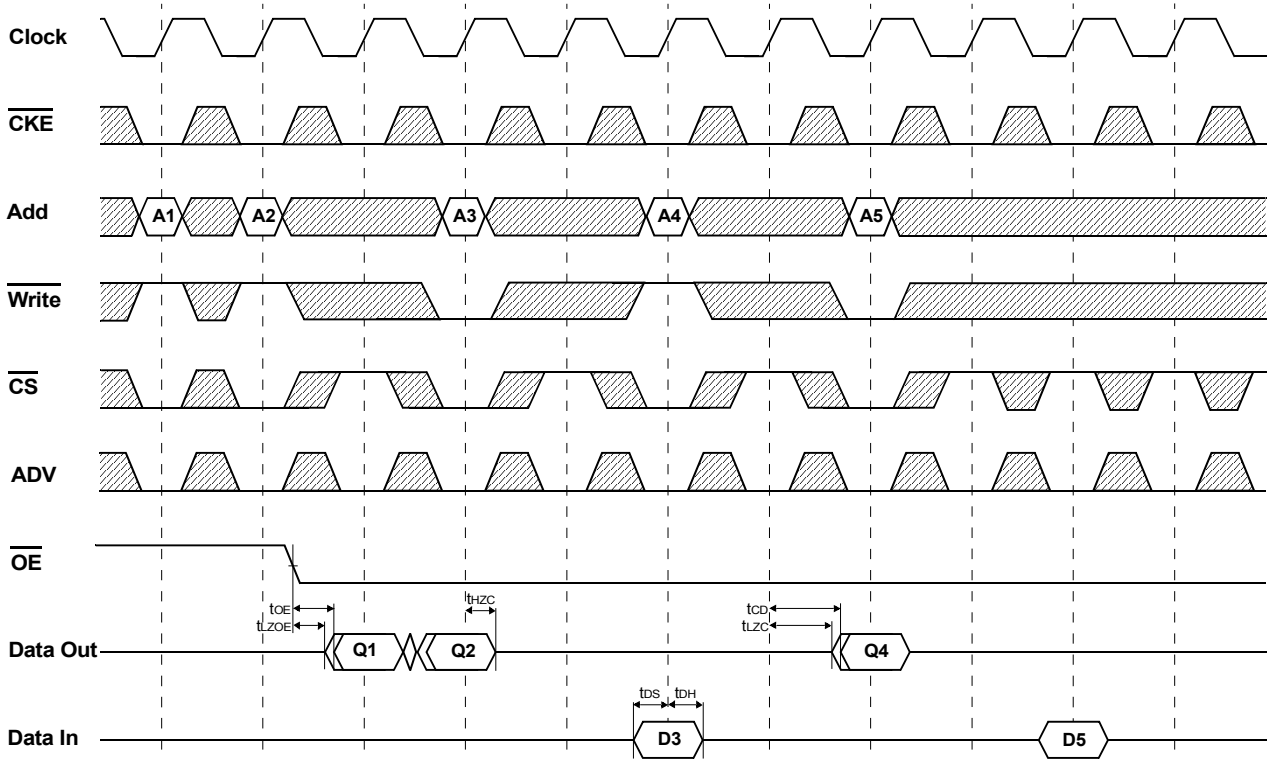 Clock
CKE
Add
A1 A2 A3 A4 A5
Write
CS
ADV
OE
tOE tHZC tCD
tLZOE tLZC
Data Out
Q1 Q2 Q4
tDS tDH
Data In
D3 D5